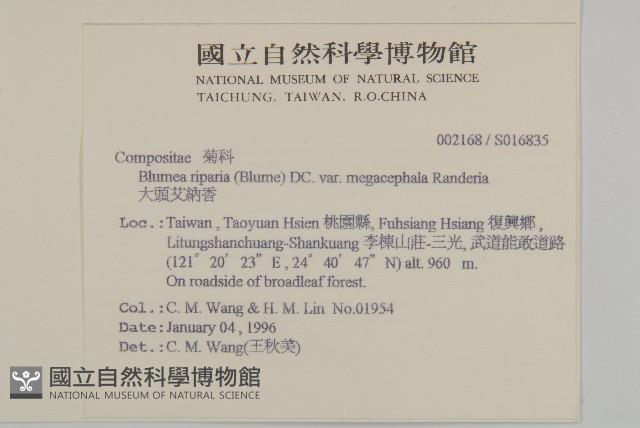 國立自然科學博物館
NATIONAL MUSEUM OF NATURAL SCIENCE
TAICHUNG, TAIWAN, R.O.CHINA
002168 / S016835
Compositae 菊科
Blumea riparia (Blume) DC. var. megacephala Randeria
大頭艾納香
Loc.:Taiwan , Taoyuan Hsien 桃園縣, Fuhsiang Hsiang 復興鄉 ,
Litungshanchuang-Shankuang 李棟山莊-三光, 武道能敢道路
(121° 20' 23" E , 24° 40' 47" N) alt. 960 m.
On roadside of broadleaf forest.
Col.:C. M. Wang & H. M. Lin No.01954
Date:January 04 , 1996
Det.:C. M. Wang(王秋美)
國立自然科學博物館
NATIONAL MUSEUM OF NATURAL SCIENCE